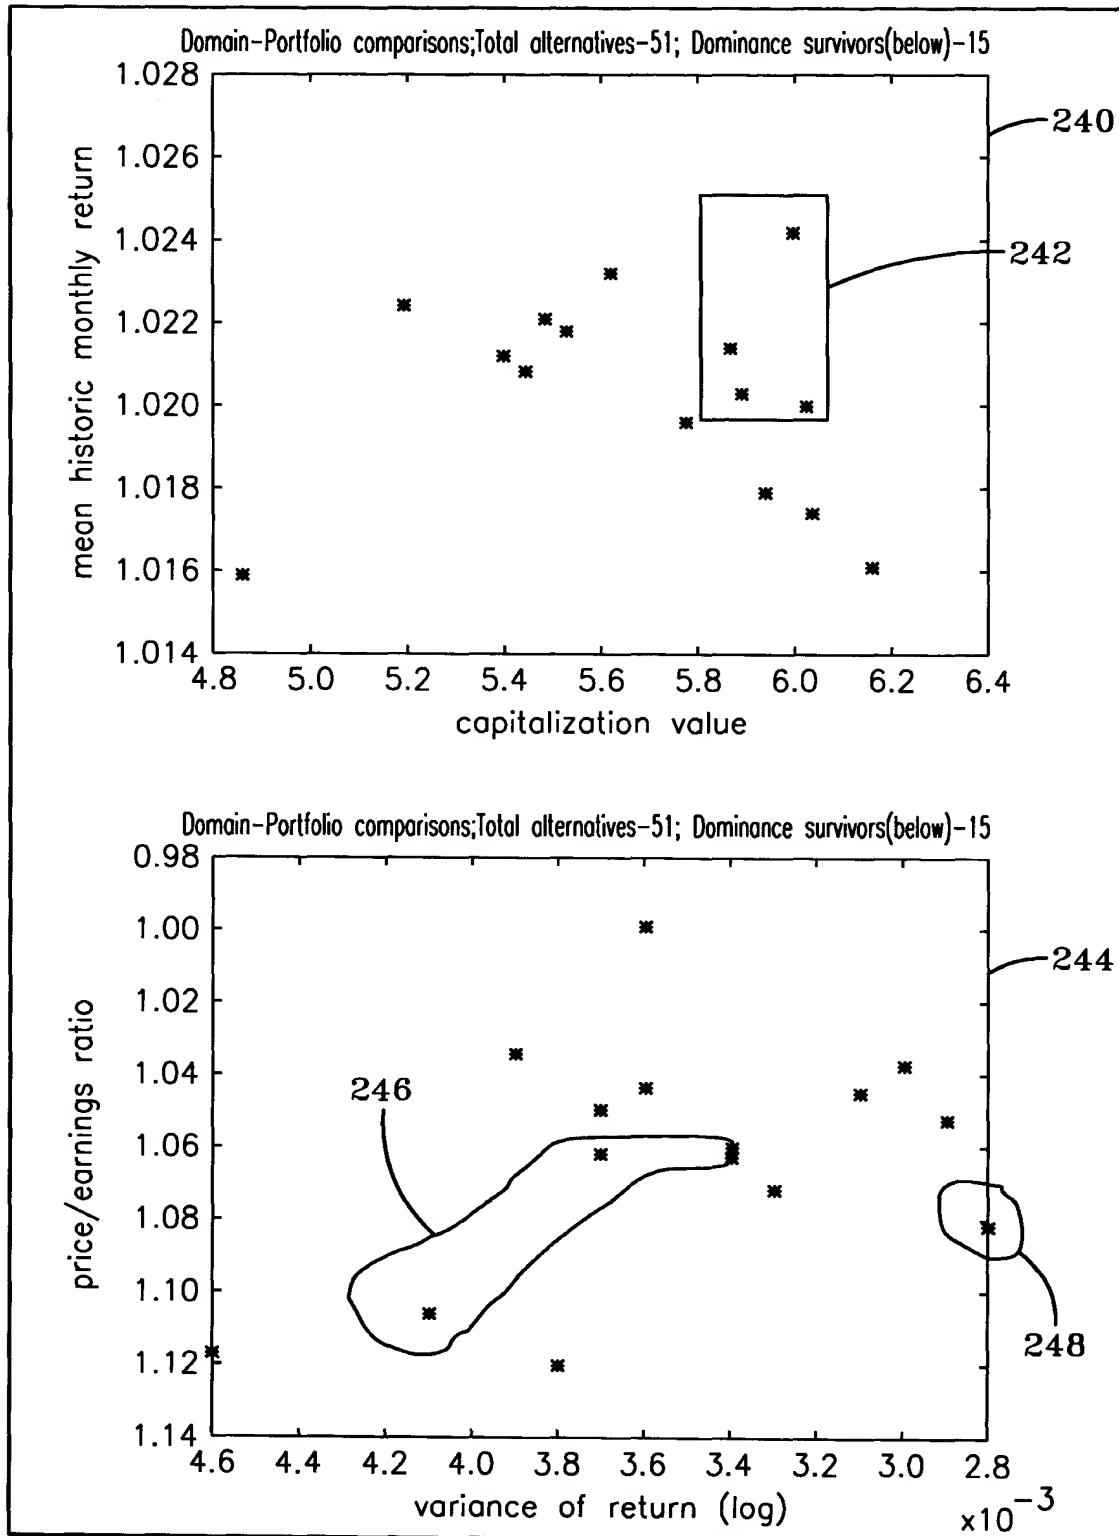 Domain-Portfolio comparisons;Total alternatives-51; Dominance survivors(below)-15
1.028
1.026
1.024
1.022
1.020
1.018
1.016
1.014
mean historic monthly return
240
242
4.8 5.0 5.2 5.4 5.6 5.8 6.0 6.2 6.4
capitalization value
Domain-Portfolio comparisons;Total alternatives-51; Dominance survivors(below)-15
0.98
1.00
1.02
1.04
1.06
1.08
1.10
1.12
1.14
price/earnings ratio
244
246
248
4.6 4.4 4.2 4.0 3.8 3.6 3.4 3.2 3.0 2.8
variance of return (log)
x10⁻³